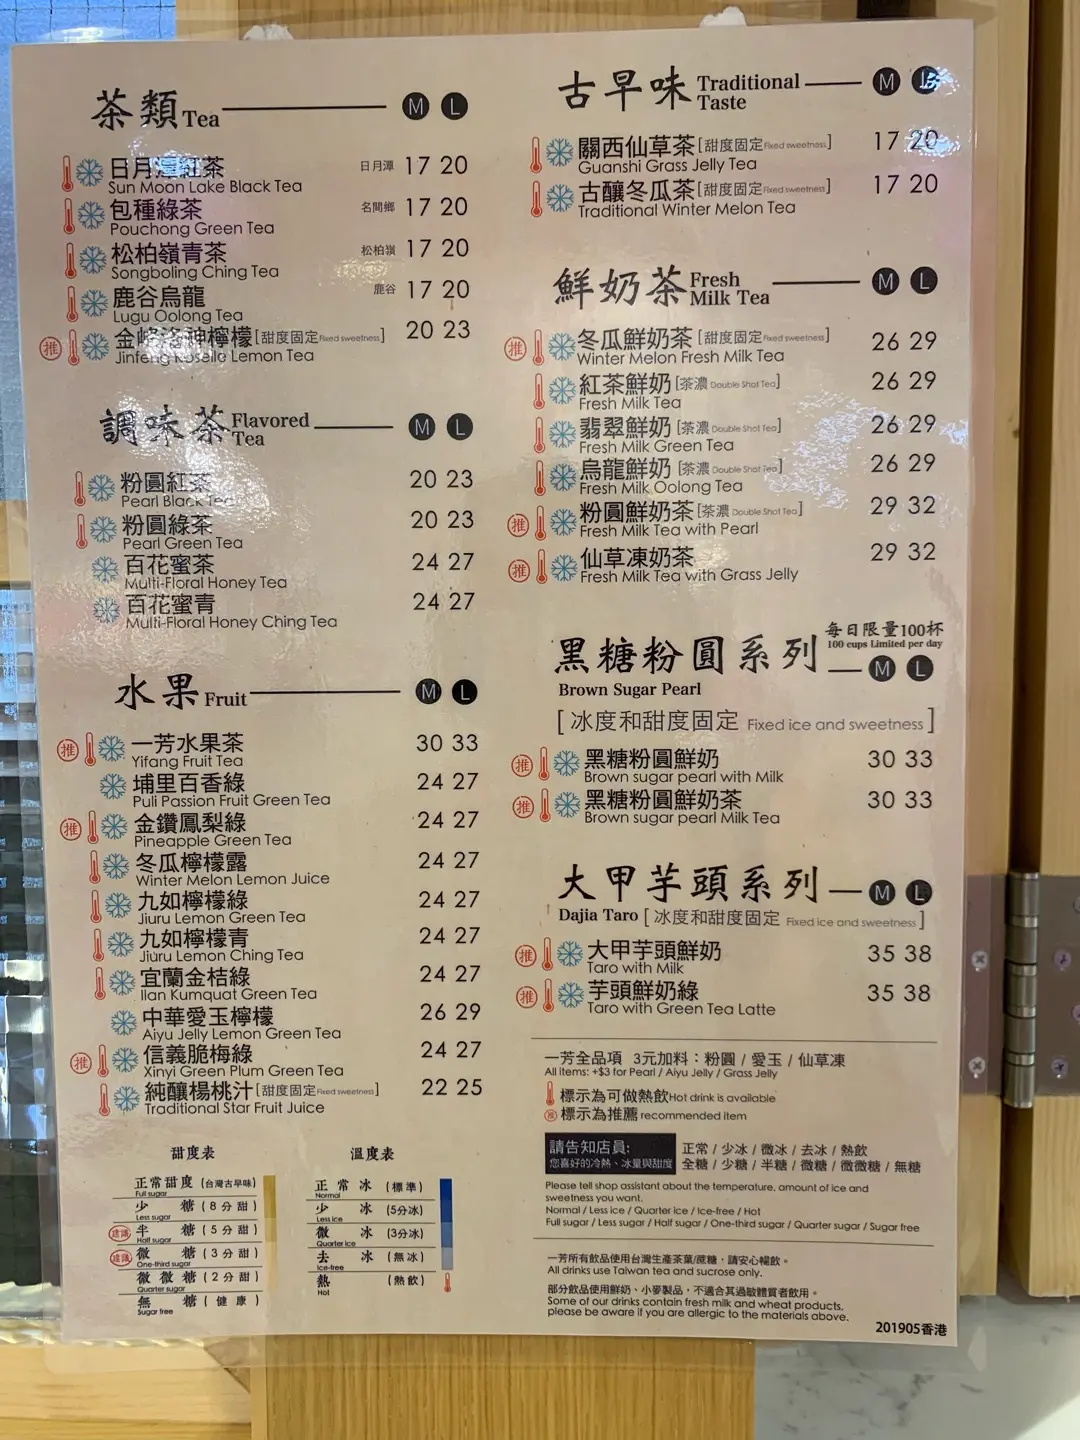 茶類 Tea M L
日月潭紅茶 日月潭 17 20
Sun Moon Lake Black Tea
包種綠茶 名間鄉 17 20
Pouchong Green Tea
松柏嶺青茶 松柏嶺 17 20
Songboling Ching Tea
鹿谷烏龍 鹿谷 17 20
Lugu Oolong Tea
推 金峰洛神檸檬[甜度固定 Fixed sweetness] 20 23
Jinfeng Roselle Lemon Tea
調味茶 Flavored Tea M L
粉圓紅茶 20 23
Pearl Black Tea
粉圓綠茶 20 23
Pearl Green Tea
百花蜜茶 24 27
Multi-Floral Honey Tea
百花蜜青 24 27
Multi-Floral Honey Ching Tea
水果 Fruit M L
推 一芳水果茶 30 33
Yifang Fruit Tea
埔里百香綠 24 27
Puli Passion Fruit Green Tea
推 金鑽鳳梨綠 24 27
Pineapple Green Tea
冬瓜檸檬露 24 27
Winter Melon Lemon Juice
九如檸檬綠 24 27
Jiuru Lemon Green Tea
九如檸檬青 24 27
Jiuru Lemon Ching Tea
宜蘭金桔綠 24 27
Ilan Kumquat Green Tea
中華愛玉檸檬 26 29
Aiyu Jelly Lemon Green Tea
推 信義脆梅綠 24 27
Xinyi Green Plum Green Tea
純釀楊桃汁[甜度固定 Fixed sweetness] 22 25
Traditional Star Fruit Juice
甜度表
正常甜度 (台灣古早味)
Full sugar
少糖 (8分甜)
Less sugar
建議 半糖 (5分甜)
Half sugar
建議 微糖 (3分甜)
One-third sugar
微微糖 (2分甜)
Quarter sugar
無糖 (健康)
Sugar free
溫度表
正常冰 (標準)
Normal
少冰 (5分冰)
Less ice
微冰 (3分冰)
Quarter ice
去冰 (無冰)
Ice-free
熱 (熱飲)
Hot
古早味 Traditional Taste M L
關西仙草茶[甜度固定 Fixed sweetness] 17 20
Guanshi Grass Jelly Tea
古釀冬瓜茶[甜度固定 Fixed sweetness] 17 20
Traditional Winter Melon Tea
鮮奶茶 Fresh Milk Tea M L
推 冬瓜鮮奶茶[甜度固定 Fixed sweetness] 26 29
Winter Melon Fresh Milk Tea
紅茶鮮奶[茶濃 Double Shot Tea] 26 29
Fresh Milk Tea
翡翠鮮奶[茶濃 Double Shot Tea] 26 29
Fresh Milk Green Tea
烏龍鮮奶[茶濃 Double Shot Tea] 26 29
Fresh Milk Oolong Tea
推 粉圓鮮奶茶[茶濃 Double Shot Tea] 29 32
Fresh Milk Tea with Pearl
推 仙草凍奶茶 29 32
Fresh Milk Tea with Grass Jelly
黑糖粉圓系列 每日限量100杯
100 cups Limited per day
Brown Sugar Pearl M L
[冰度和甜度固定 Fixed ice and sweetness]
推 黑糖粉圓鮮奶 30 33
Brown sugar pearl with Milk
推 黑糖粉圓鮮奶茶 30 33
Brown sugar pearl Milk Tea
大甲芋頭系列 M L
Dajia Taro [冰度和甜度固定 Fixed ice and sweetness]
推 大甲芋頭鮮奶 35 38
Taro with Milk
推 芋頭鮮奶綠 35 38
Taro with Green Tea Latte
一芳全品項 3元加料:粉圓 / 愛玉 / 仙草凍
All items: +$3 for Pearl / Aiyu Jelly / Grass Jelly
標示為可做熱飲 Hot drink is available
推 標示為推薦 recommended item
請告知店員: 正常 / 少冰 / 微冰 / 去冰 / 熱飲
您喜好的冷熱、冰量與甜度 全糖 / 少糖 / 半糖 / 微糖 / 微微糖 / 無糖
Please tell shop assistant about the temperature, amount of ice and
sweetness you want.
Normal / Less ice / Quarter ice / Ice-free / Hot
Full sugar / Less sugar / Half sugar / One-third sugar / Quarter sugar / Sugar free
一芳所有飲品使用台灣生產茶葉/蔗糖，請安心暢飲。
All drinks use Taiwan tea and sucrose only.
部分飲品使用鮮奶、小麥製品，不適合其過敏體質者飲用。
Some of our drinks contain fresh milk and wheat products,
please be aware if you are allergic to the materials above.
201905香港